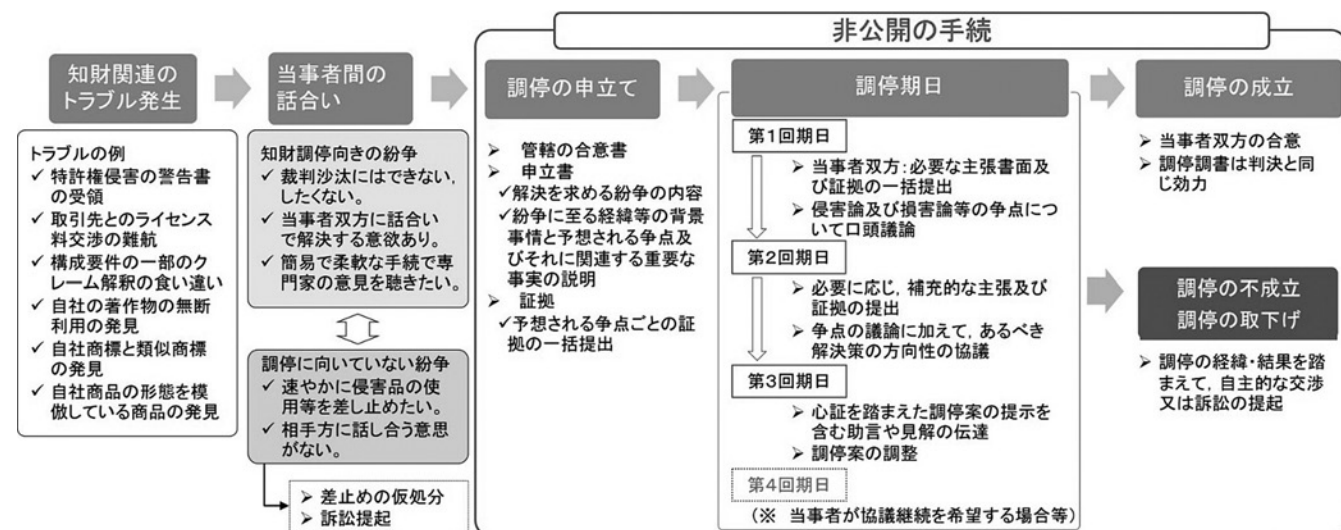 非公開の手続
知財関連の
トラブル発生
トラブルの例
✓ 特許権侵害の警告書
の受領
✓ 取引先とのライセンス
料交渉の難航
✓ 構成要件の一部のク
レーム解釈の食い違い
✓ 自社の著作物の無断
利用の発見
✓ 自社商標と類似商標
の発見
✓ 自社商品の形態を模
倣している商品の発見
当事者間の
話合い
知財調停向きの紛争
✓ 裁判沙汰にはできない，
したくない。
✓ 当事者双方に話合い
で解決する意欲あり。
✓ 簡易で柔軟な手続で専
門家の意見を聴きたい。
調停に向いていない紛争
✓ 速やかに侵害品の使
用等を差し止めたい。
✓ 相手方に話し合う意思
がない。
➢ 差止めの仮処分
➢ 訴訟提起
調停の申立て
➢ 管轄の合意書
➢ 申立書
✓解決を求める紛争の内容
✓紛争に至る経緯等の背景
事情と予想される争点及
びそれに関連する重要な
事実の説明
➢ 証拠
✓予想される争点ごとの証
拠の一括提出
調停期日
第1回期日
➢ 当事者双方：必要な主張書面及
び証拠の一括提出
➢ 侵害論及び損害論等の争点につ
いて口頭議論
第2回期日
➢ 必要に応じ，補充的な主張及び
証拠の提出
➢ 争点の議論に加えて，あるべき
解決策の方向性の協議
第3回期日
➢ 心証を踏まえた調停案の提示を
含む助言や見解の伝達
➢ 調停案の調整
第4回期日
（※ 当事者が協議継続を希望する場合等）
調停の成立
➢ 当事者双方の合意
➢ 調停調書は判決と同
じ効力
調停の不成立
調停の取下げ
➢ 調停の経緯・結果を踏
まえて，自主的な交渉
又は訴訟の提起